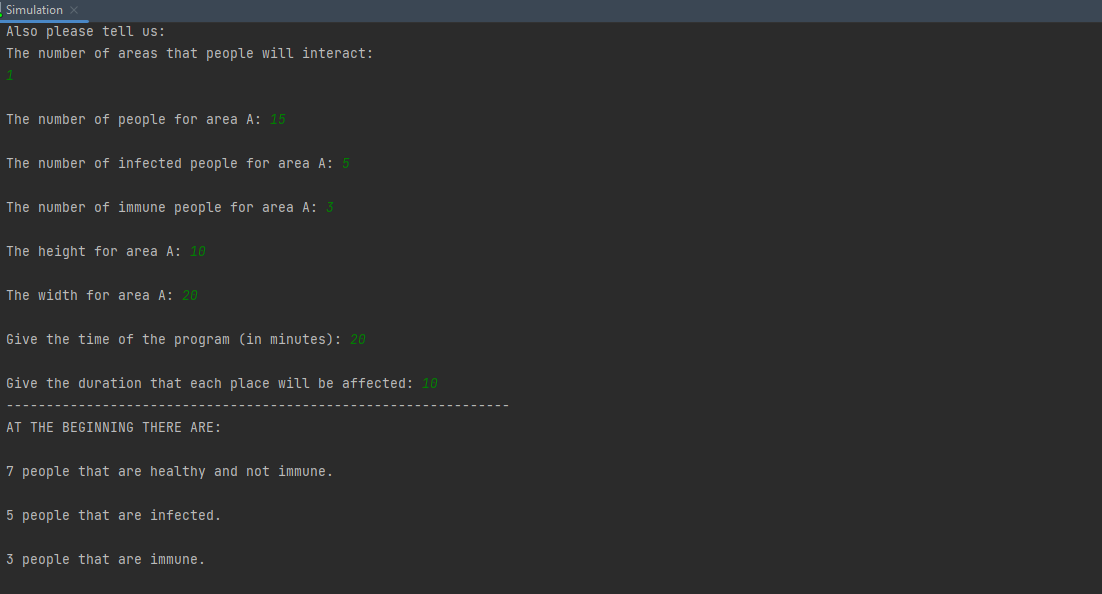 Simulation
Also please tell us:
The number of areas that people will interact:
1
The number of people for area A: 15
The number of infected people for area A: 5
The number of immune people for area A: 3
The height for area A: 10
The width for area A: 20
Give the time of the program (in minutes): 20
Give the duration that each place will be affected: 10
---------------------------------------------------------------
AT THE BEGINNING THERE ARE:
7 people that are healthy and not immune.
5 people that are infected.
3 people that are immune.